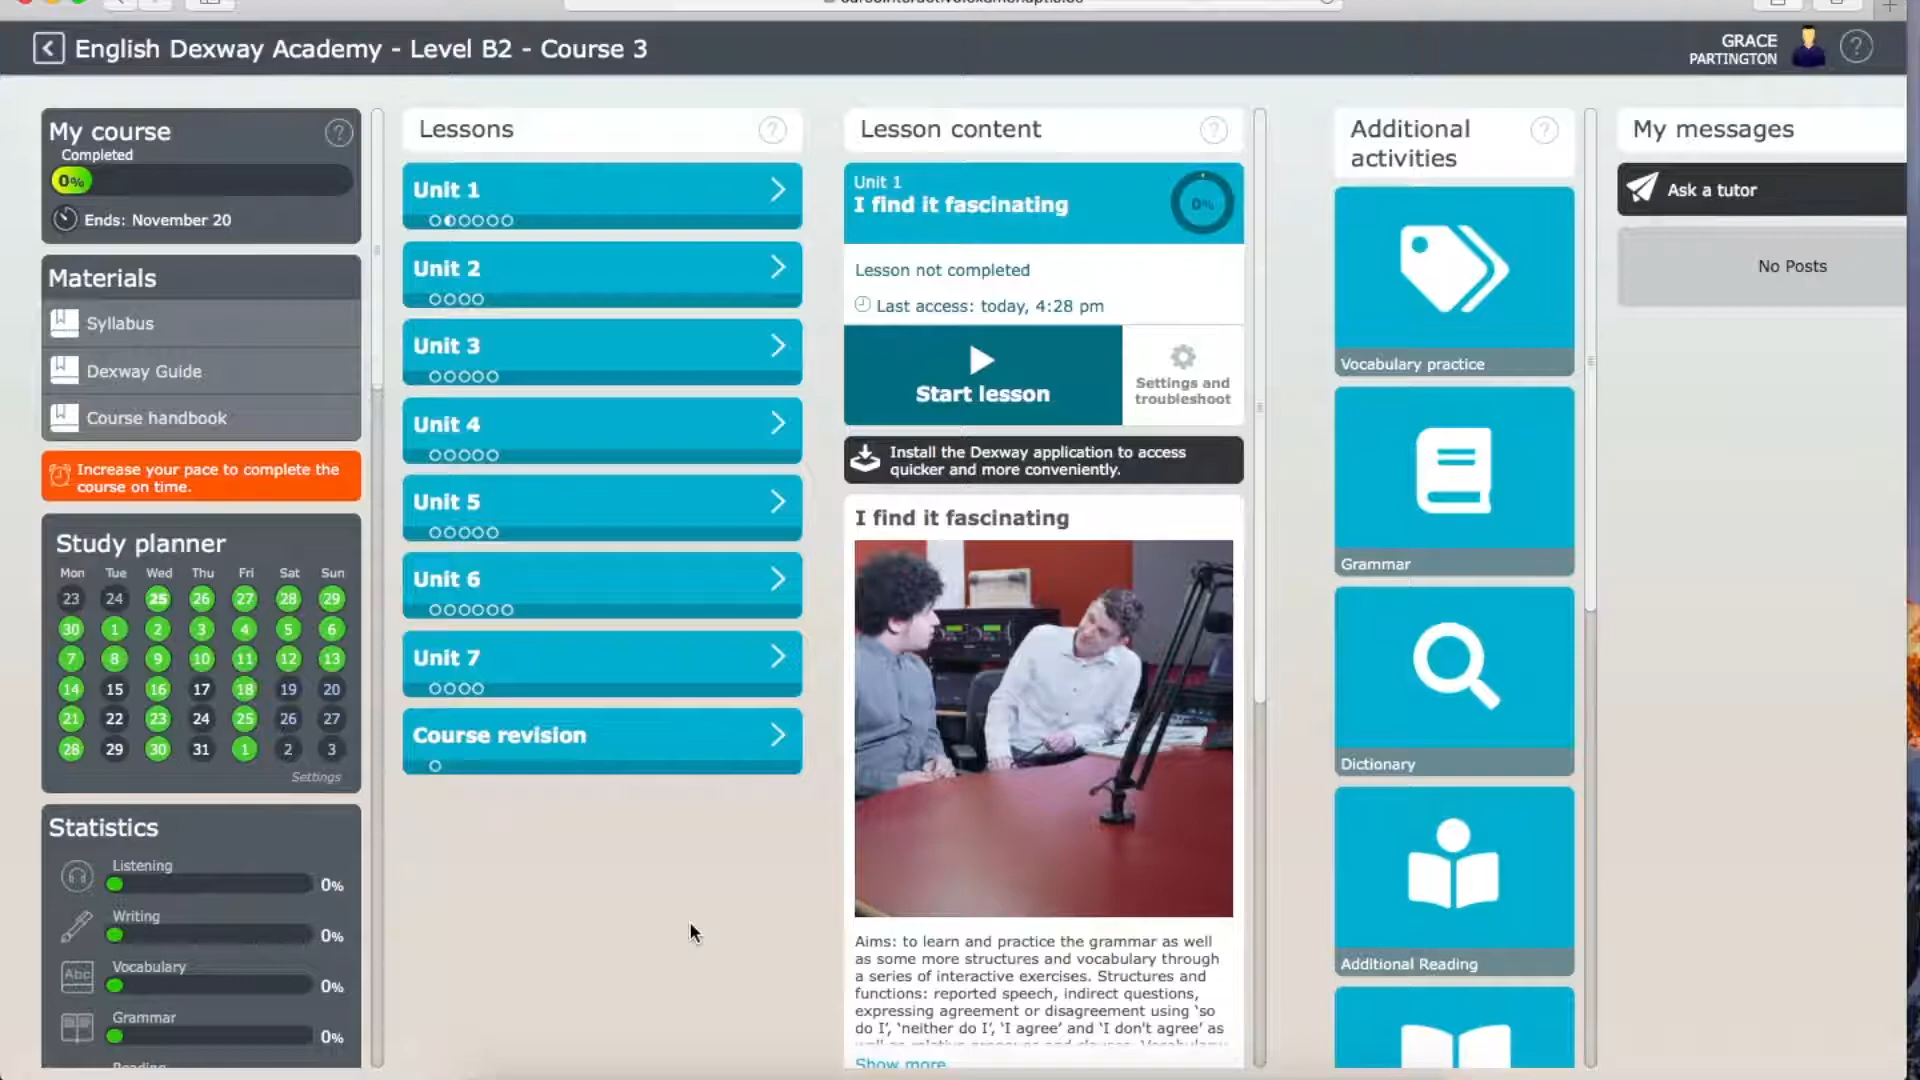 English Dexway Academy - Level B2 - Course 3
GRACE
PARTINGTON
?
My course
?
Completed
0%
Ends: November 20
Materials
Syllabus
Dexway Guide
Course handbook
Increase your pace to complete the
course on time.
Study planner
Mon Tue Wed Thu Fri Sat Sun
23 24 25 26 27 28 29
30 1 2 3 4 5 6
7 8 9 10 11 12 13
14 15 16 17 18 19 20
21 22 23 24 25 26 27
28 29 30 31 1 2 3
Settings
Statistics
Listening
0%
Writing
0%
Abc
Vocabulary
0%
Grammar
0%
Reading
Lessons
?
Unit 1
Unit 2
Unit 3
Unit 4
Unit 5
Unit 6
Unit 7
Course revision
Lesson content
?
Unit 1
I find it fascinating
0%
Lesson not completed
Last access: today, 4:28 pm
Start lesson
Settings and
troubleshoot
Install the Dexway application to access
quicker and more conveniently.
I find it fascinating
Aims: to learn and practice the grammar as well
as some more structures and vocabulary through
a series of interactive exercises. Structures and
functions: reported speech, indirect questions,
expressing agreement or disagreement using ‘so
do I’, ‘neither do I’, ‘I agree’ and ‘I don't agree’ as
well as relative pronouns and clauses. Vocabulary
Show more
Additional
activities
?
Vocabulary practice
Grammar
Dictionary
Additional Reading
My messages
Ask a tutor
No Posts